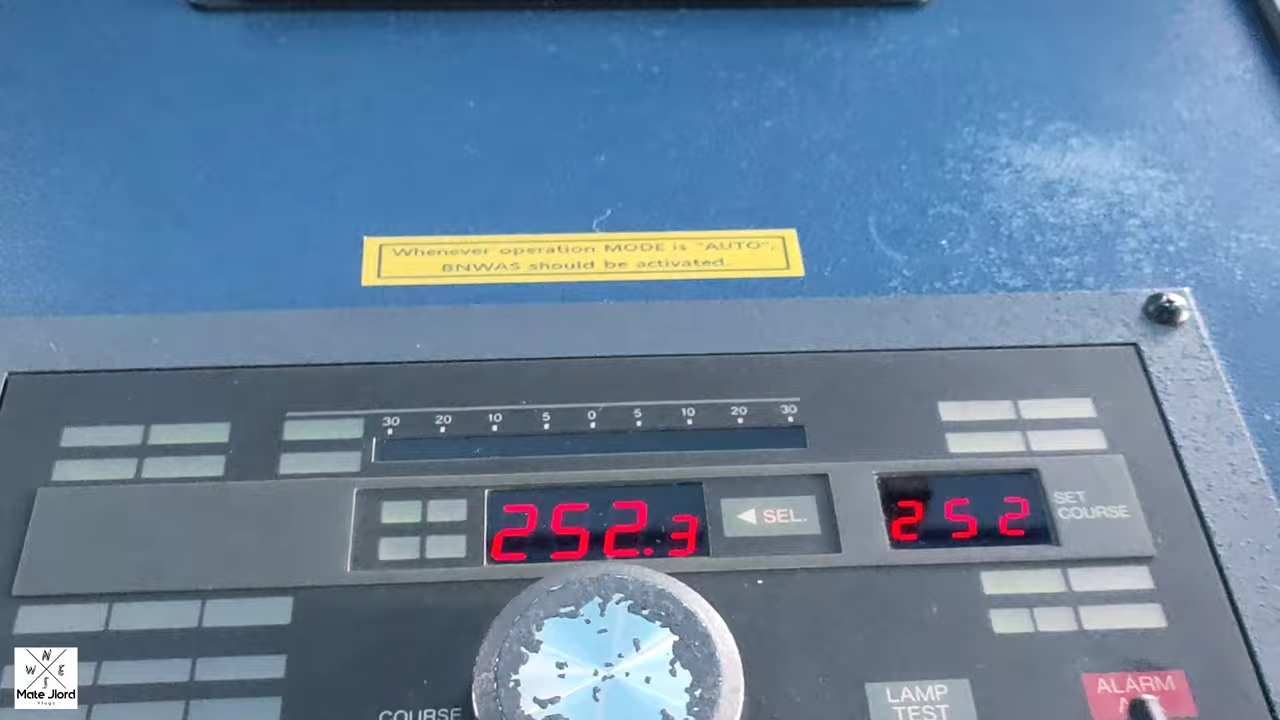 Whenever operation MODE is "AUTO",
BNWAS should be activated.
30 20 10 5 0 5 10 20 30
252.3
◀ SEL.
252
SET
COURSE
COURSE
LAMP
TEST
ALARM
N
W E
S
Mate Jlord
Vlogs